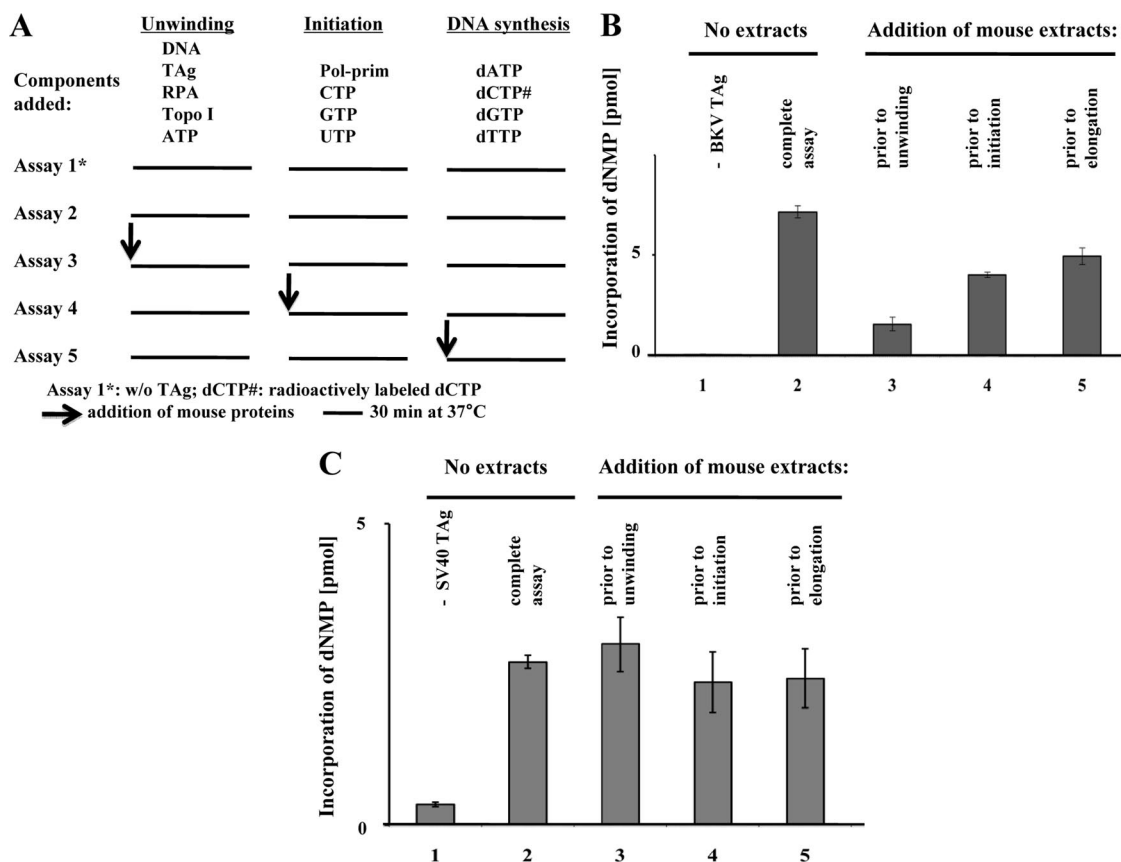 A
Unwinding Initiation DNA synthesis
Components added:
DNA
TAg Pol-prim dATP
RPA CTP dCTP#
Topo I GTP dGTP
ATP UTP dTTP
Assay 1*
Assay 2
Assay 3
Assay 4
Assay 5
Assay 1*: w/o TAg; dCTP#: radioactively labeled dCTP
addition of mouse proteins 30 min at 37°C
B
No extracts Addition of mouse extracts:
- BKV TAg
complete assay
prior to unwinding
prior to initiation
prior to elongation
Incorporation of dNMP [pmol]
5
0
1 2 3 4 5
C
No extracts Addition of mouse extracts:
- SV40 TAg
complete assay
prior to unwinding
prior to initiation
prior to elongation
Incorporation of dNMP [pmol]
5
0
1 2 3 4 5